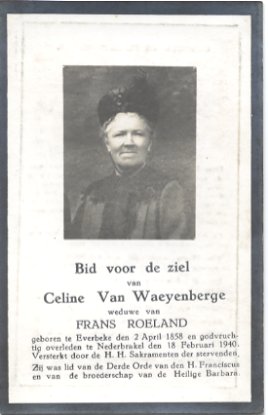 Bid voor de ziel
van
Celine Van Waeyenberge
weduwe van
FRANS ROELAND
geboren te Everbeke den 2 April 1858 en godvruch-
tig overleden te Nederbrakel den 18 Februari 1940.
Versterkt door de H. H. Sakramenten der stervenden.
Zij was lid van de Derde Orde van den H. Franciscus
en van de broederschap van de Heilige Barbara.